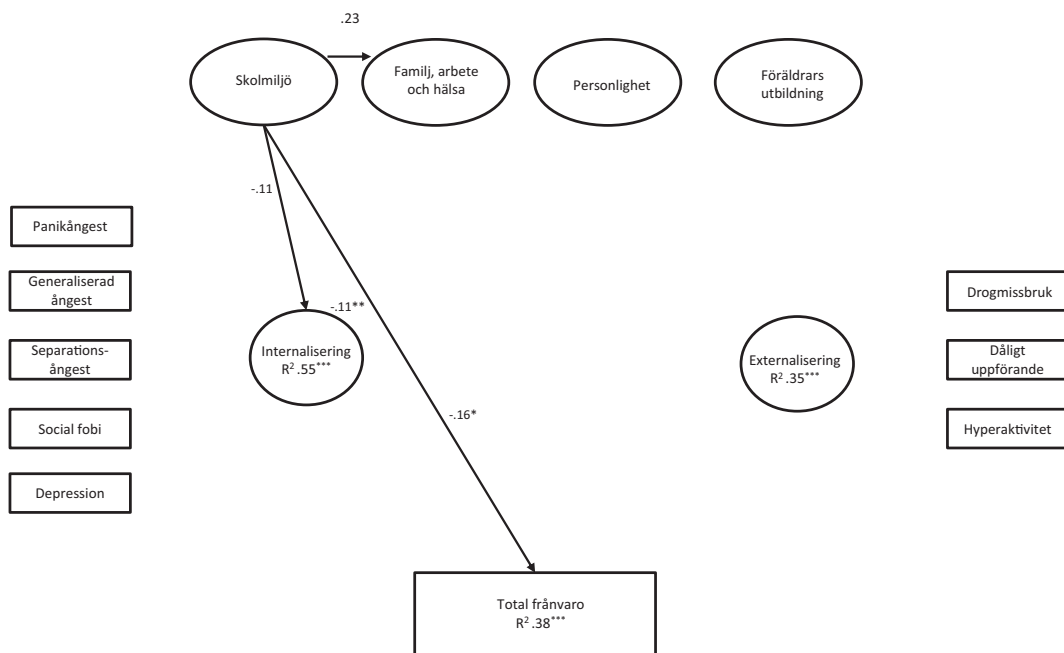 .23
Skolmiljö
Familj, arbete
och hälsa
Personlighet
Föräldrars
utbildning
-.11
Panikångest
Generaliserad
ångest
Drogmissbruk
-.11**
Separations-
ångest
Internalisering
R² .55***
Externalisering
R² .35***
Dåligt
uppförande
-.16*
Social fobi
Hyperaktivitet
Depression
Total frånvaro
R² .38***